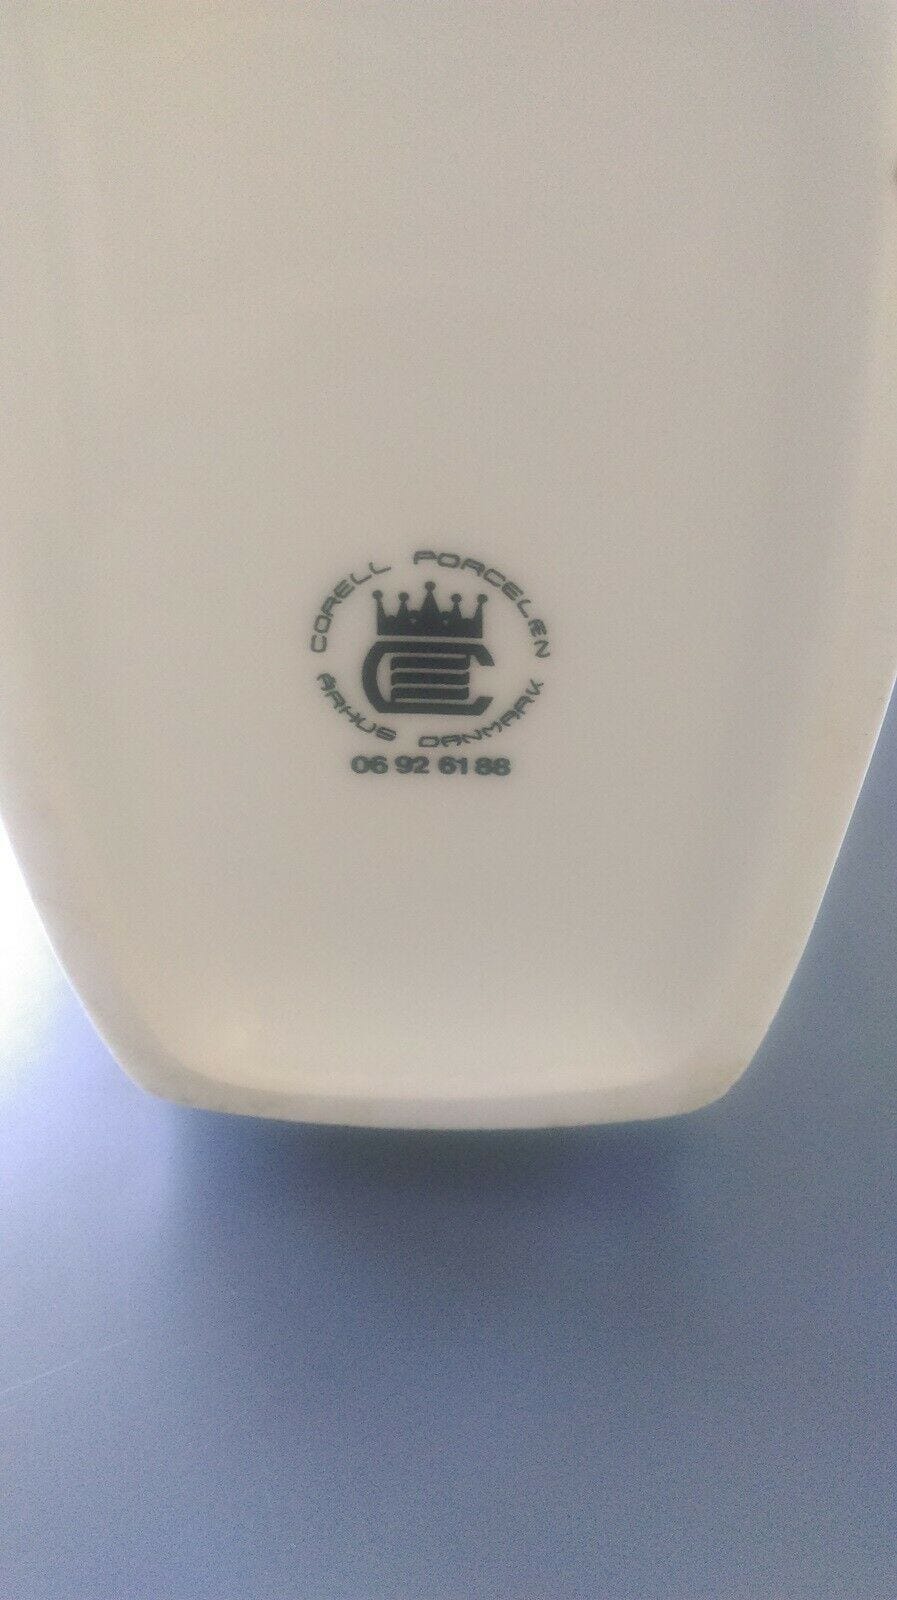 CORELL PORCELÆN
ÅRHUS DANMARK
06 92 61 88